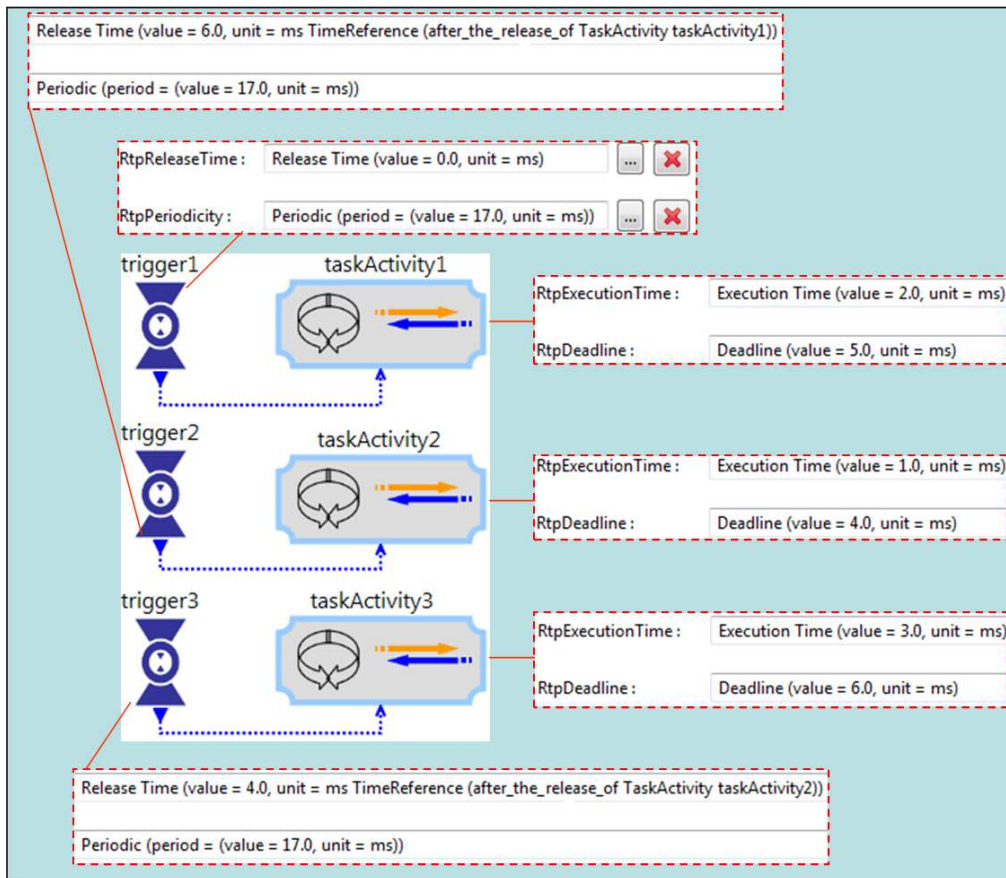 Release Time (value = 6.0, unit = ms TimeReference (after_the_release_of TaskActivity taskActivity1))
Periodic (period = (value = 17.0, unit = ms))
RtpReleaseTime : Release Time (value = 0.0, unit = ms) ...
RtpPeriodicity : Periodic (period = (value = 17.0, unit = ms)) ...
trigger1 taskActivity1
RtpExecutionTime : Execution Time (value = 2.0, unit = ms)
RtpDeadline : Deadline (value = 5.0, unit = ms)
trigger2 taskActivity2
RtpExecutionTime : Execution Time (value = 1.0, unit = ms)
RtpDeadline : Deadline (value = 4.0, unit = ms)
trigger3 taskActivity3
RtpExecutionTime : Execution Time (value = 3.0, unit = ms)
RtpDeadline : Deadline (value = 6.0, unit = ms)
Release Time (value = 4.0, unit = ms TimeReference (after_the_release_of TaskActivity taskActivity2))
Periodic (period = (value = 17.0, unit = ms))